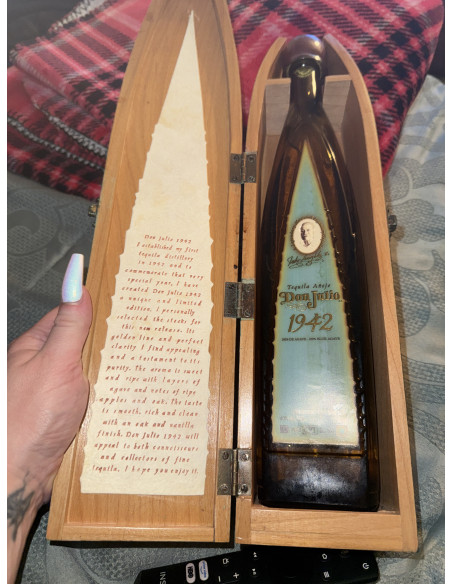 Don Julio 1942
I established my first
tequila distillery
in 1942 and to
commemorate that very
special year, I have
created Don Julio 1942
a unique and limited
edition. I personally
selected the stocks for
this new release. Its
golden line and perfect
clarity I find appealing
and a testament to its
purity. The aroma is sweet
and ripe with layers of
agave and notes of ripe
apples and oak. The taste
is smooth, rich and clean
with an oak and vanilla
finish. Don Julio 1942 will
appeal to both connoisseurs
and collectors of fine
tequila. I hope you enjoy it.
Tequila Añejo
Don Julio
1942